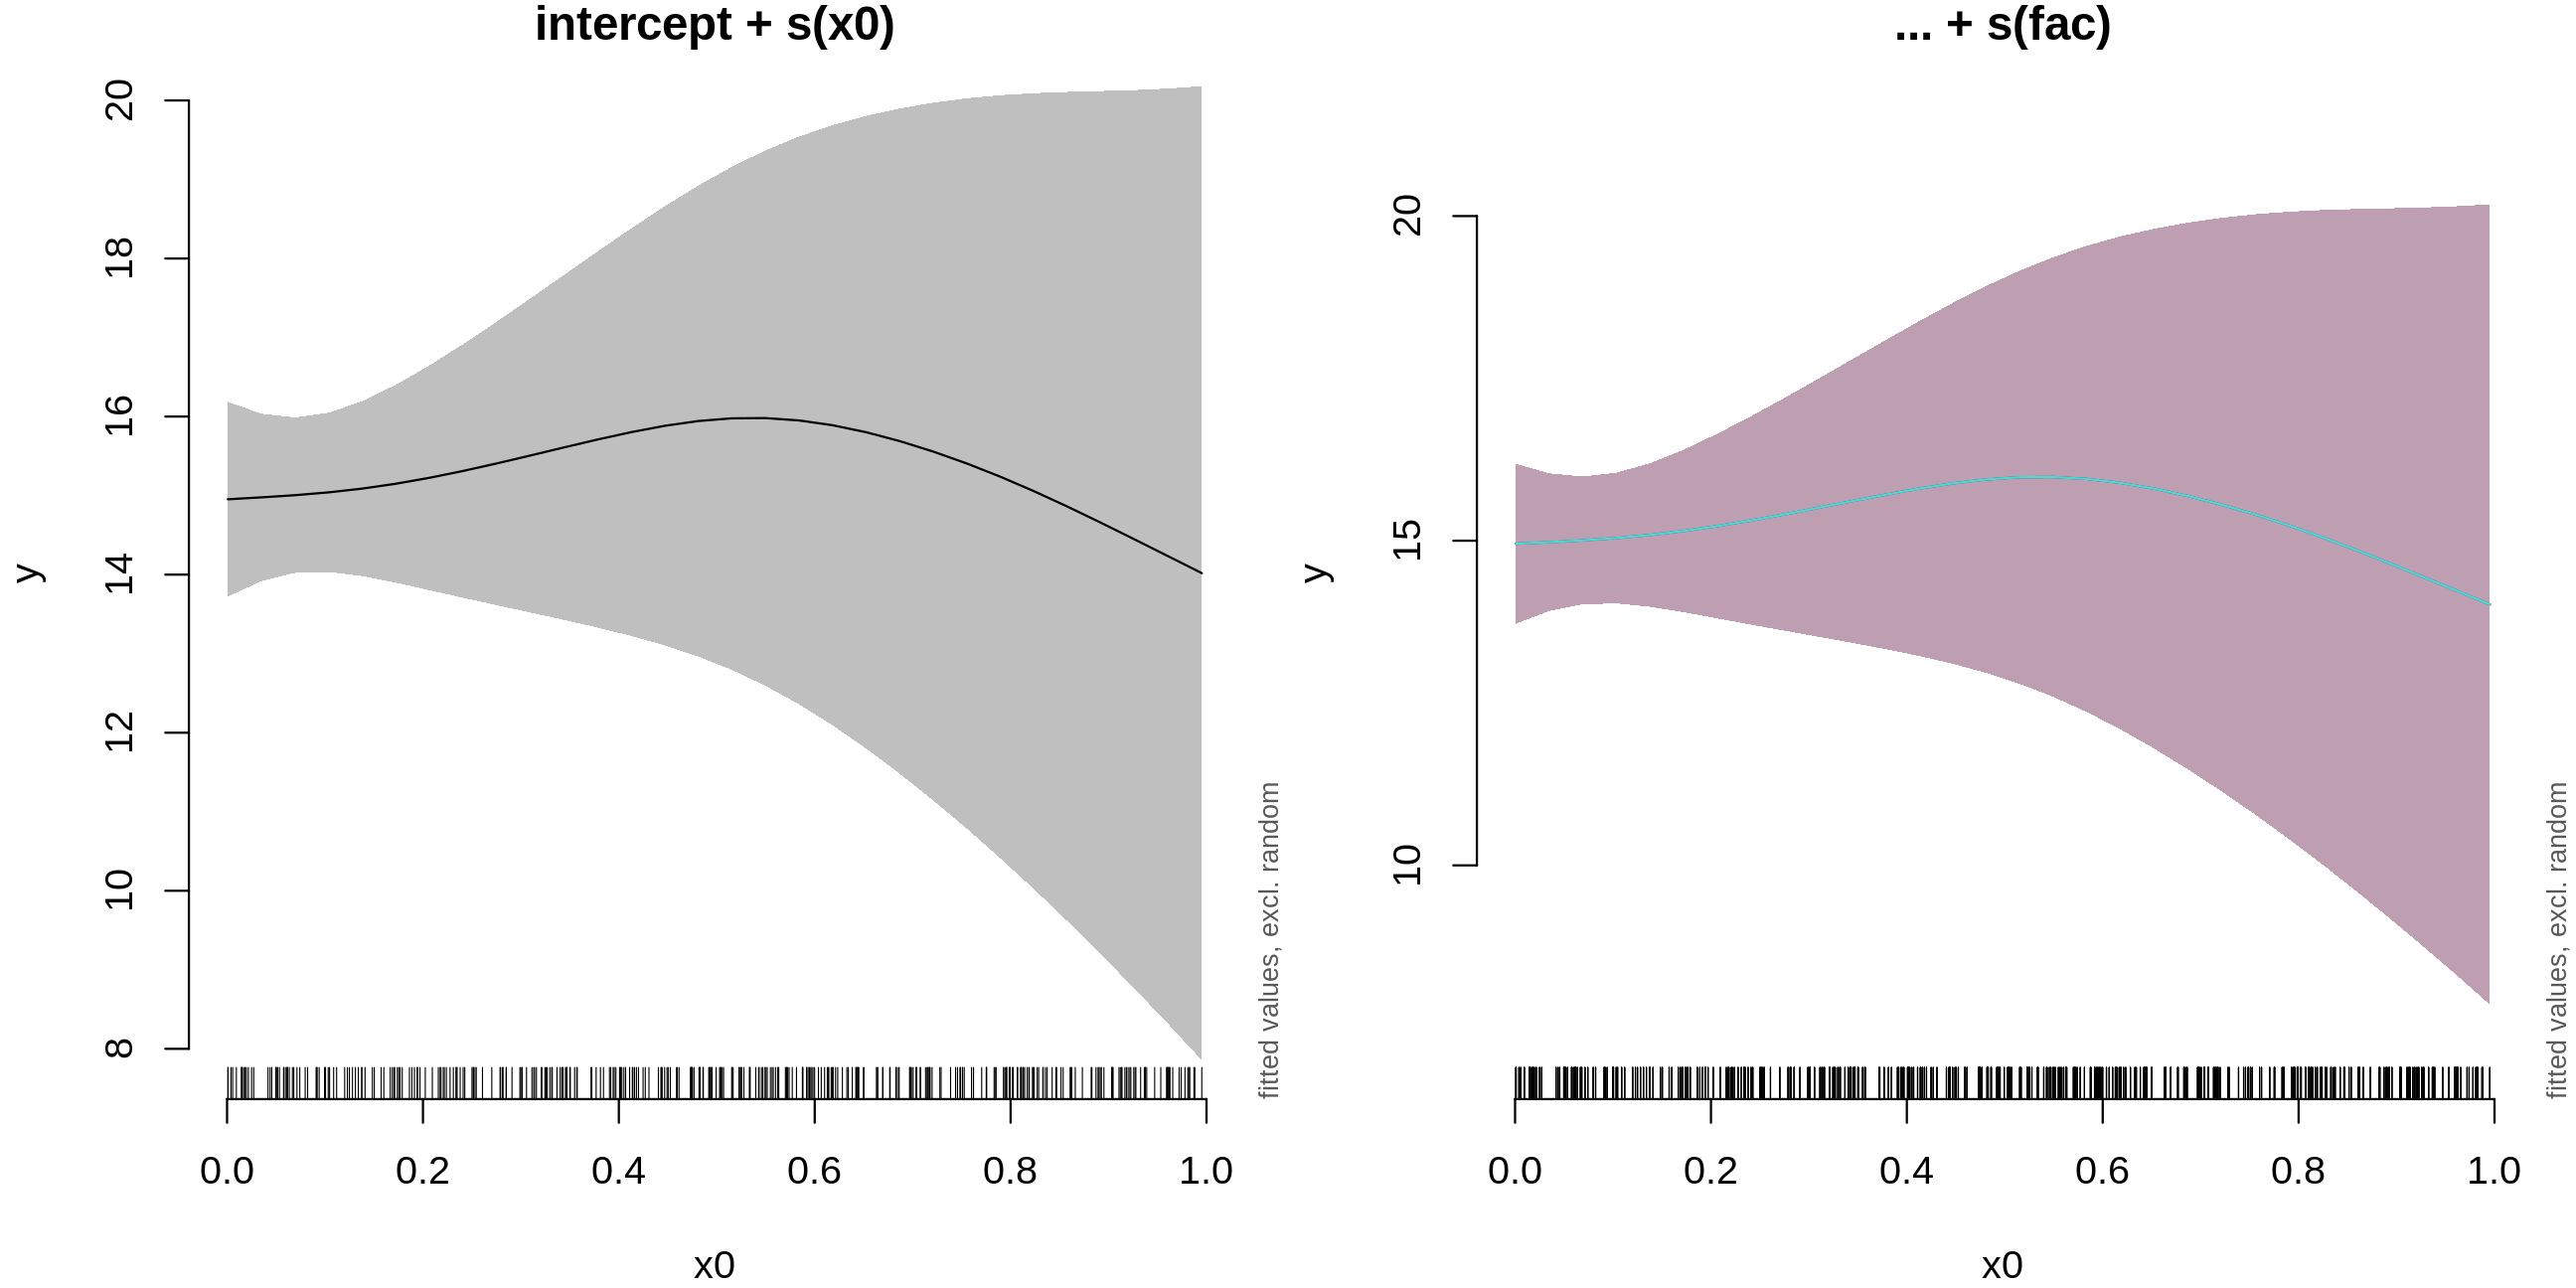 intercept + s(x0)
y
20
18
16
14
12
10
8
0.0 0.2 0.4 0.6 0.8 1.0
x0
fitted values, excl. random
... + s(fac)
y
20
15
10
0.0 0.2 0.4 0.6 0.8 1.0
x0
fitted values, excl. random